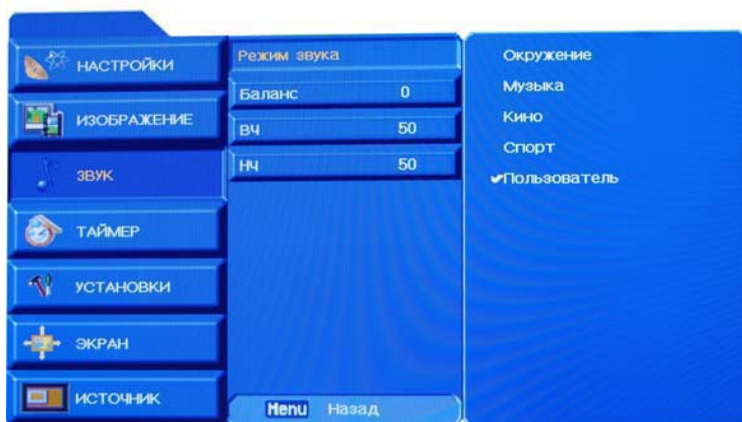 НАСТРОЙКИ
ИЗОБРАЖЕНИЕ
ЗВУК
ТАЙМЕР
УСТАНОВКИ
ЭКРАН
ИСТОЧНИК
Режим звука
Баланс 0
ВЧ 50
НЧ 50
Menu Назад
Окружение
Музыка
Кино
Спорт
Пользователь